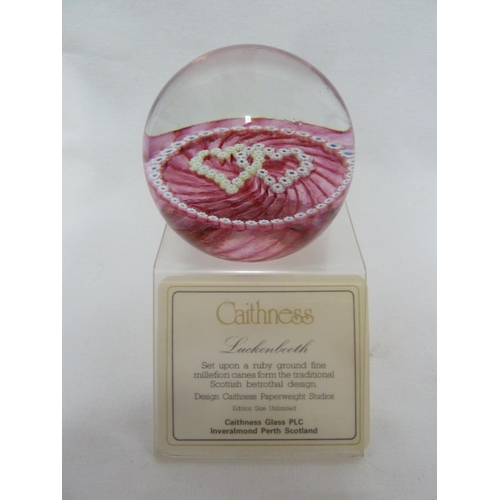 Caithness
Luckenbooth
Set upon a ruby ground fine
millefiori canes form the traditional
Scottish betrothal design.
Design Caithness Paperweight Studios
Edition Size Unlimited
Caithness Glass PLC
Inveralmond Perth Scotland